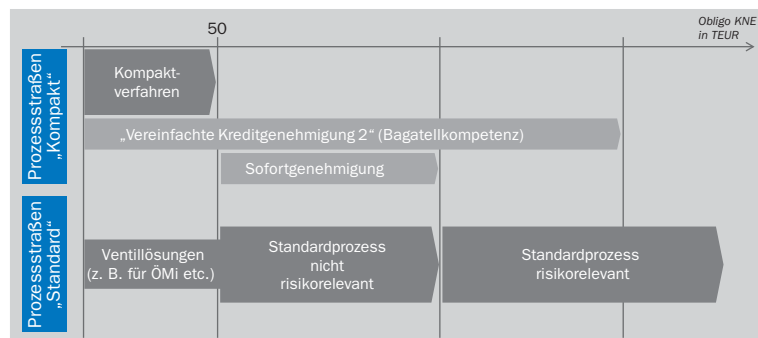 50
Obligo KNE
in TEUR
Prozessstraßen
„Kompakt“
Kompakt-
verfahren
„Vereinfachte Kreditgenehmigung 2“ (Bagatellkompetenz)
Sofortgenehmigung
Prozessstraßen
„Standard“
Ventillösungen
(z. B. für ÖMi etc.)
Standardprozess
nicht
risikorelevant
Standardprozess
risikorelevant